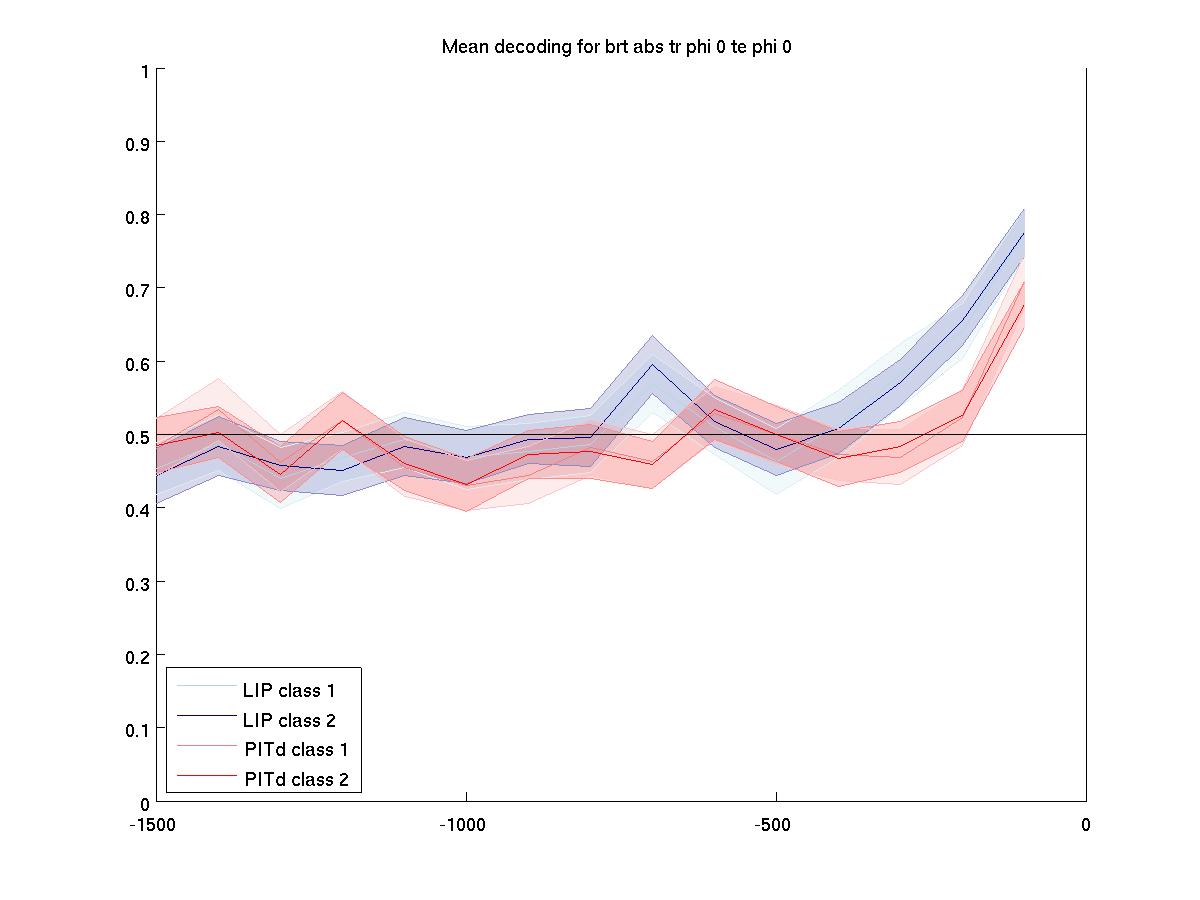 Mean decoding for brt abs tr phi 0 te phi 0
1
0.9
0.8
0.7
0.6
0.5
0.4
0.3
0.2
0.1
0
LIP class 1
LIP class 2
PITd class 1
PITd class 2
-1500 -1000 -500 0